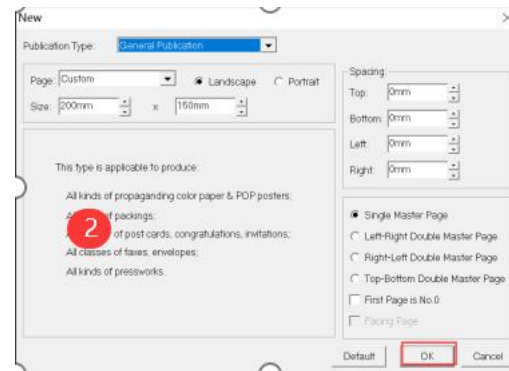 New
Publication Type: General Publication
Page: Custom Landscape Portrait
Size: 200mm x 150mm
Spacing
Top: 0mm
Bottom: 0mm
Left: 0mm
Right: 0mm
This type is applicable to produce:
All kinds of propaganding color paper & POP posters;
of packings;
2
of post cards, congratulations, invitations;
All classes of faxes, envelopes;
All kinds of pressworks.
Single Master Page
Left-Right Double Master Page
Right-Left Double Master Page
Top-Bottom Double Master Page
First Page is No.0
Facing Page
Default OK Cancel